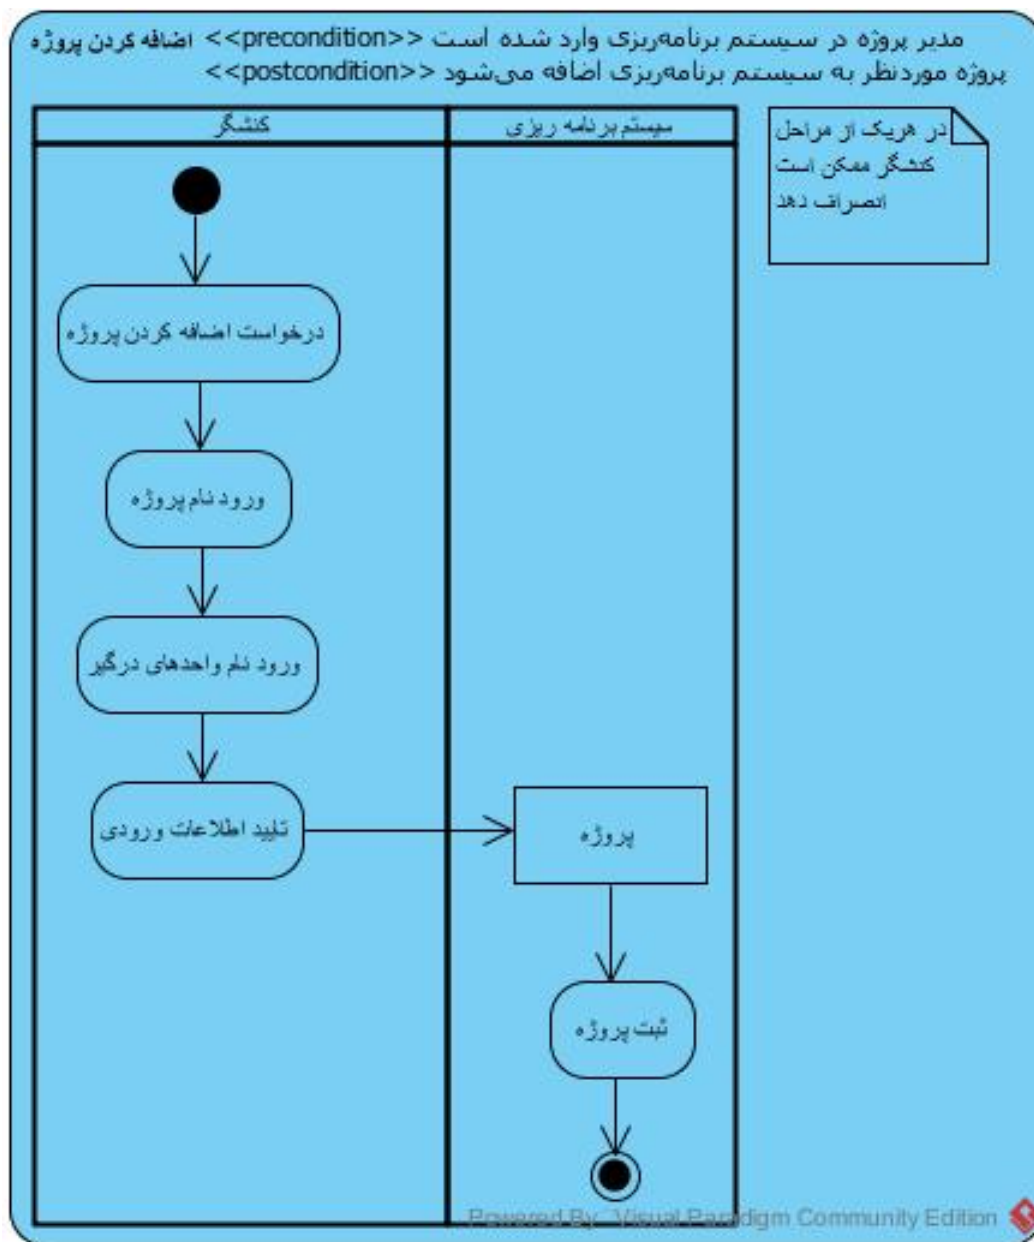 اضافه کردن پروژه <<precondition>> مدیر پروژه در سیستم برنامه‌ریزی وارد شده است
<<postcondition>> پروژه موردنظر به سیستم برنامه‌ریزی اضافه می‌شود
کنشگر
سیستم برنامه ریزی
در هریک از مراحل
کنشگر ممکن است
انصراف دهد
درخواست اضافه کردن پروژه
ورود نام پروژه
ورود نام واحدهای درگیر
تایید اطلاعات ورودی
پروژه
ثبت پروژه
Powered By Visual Paradigm Community Edition